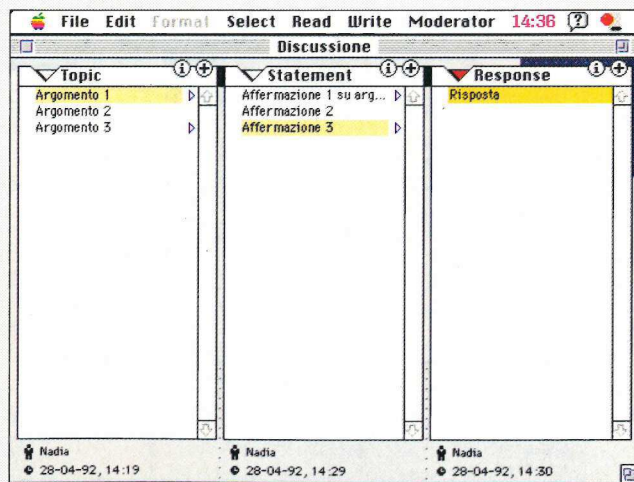 File Edit Format Select Read Write Moderator 14:36
Discussione
Topic
Argomento 1
Argomento 2
Argomento 3
Nadia
28-04-92, 14:19
Statement
Affermazione 1 su arg...
Affermazione 2
Affermazione 3
Nadia
28-04-92, 14:29
Response
Risposta
Nadia
28-04-92, 14:30